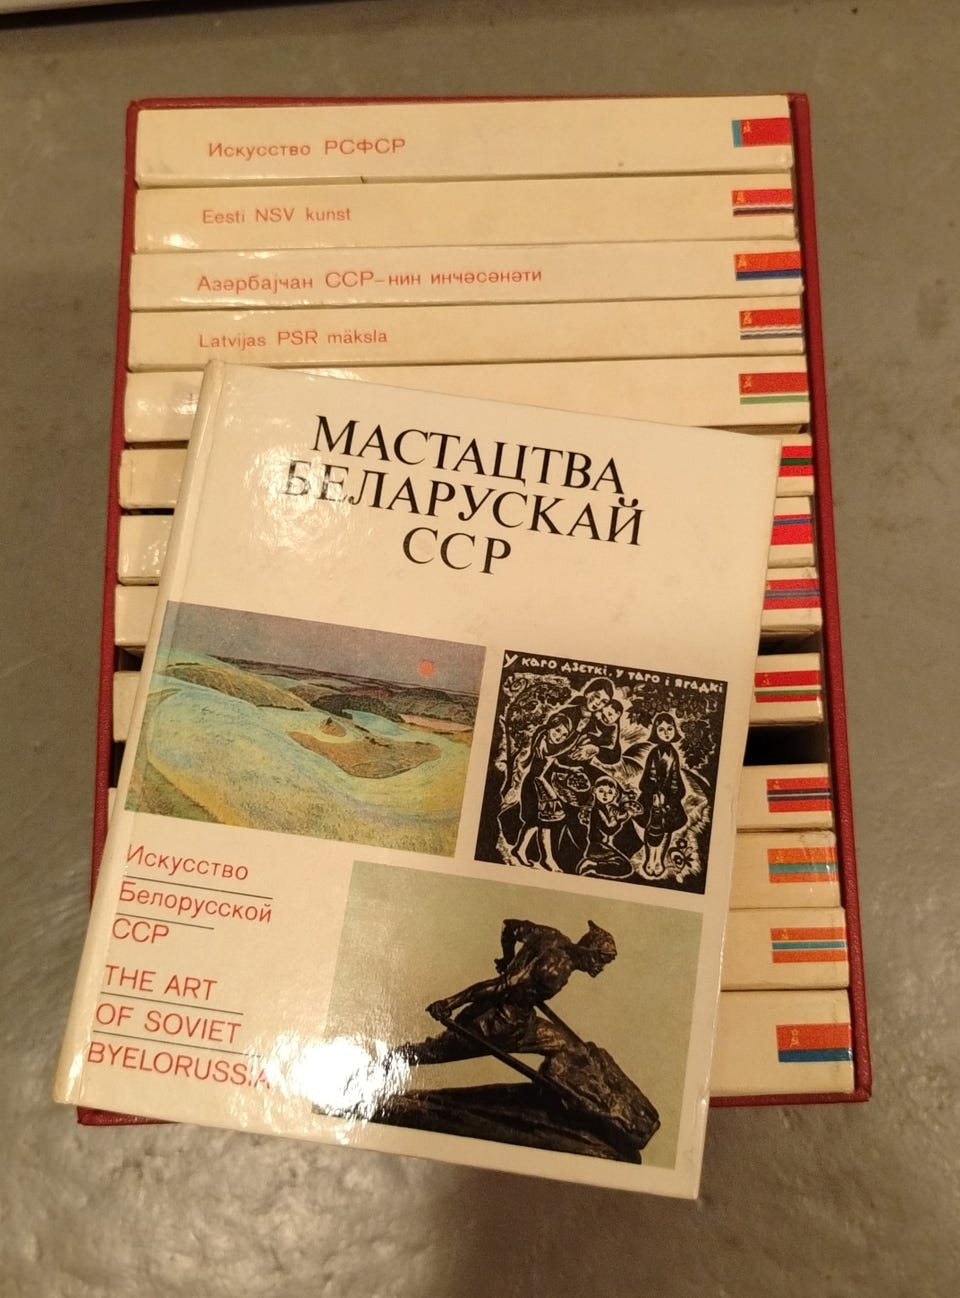 Искусство РСФСР
Eesti NSV kunst
Азәрбајҹан ССР–нин инҹәсәнәти
Latvijas PSR mäksla
МАСТАЦТВА
БЕЛАРУСКАЙ
ССР
У каго дзеткі, у таго і ягадкі
Искусство
Белорусской
ССР
THE ART
OF SOVIET
BYELORUSSIA